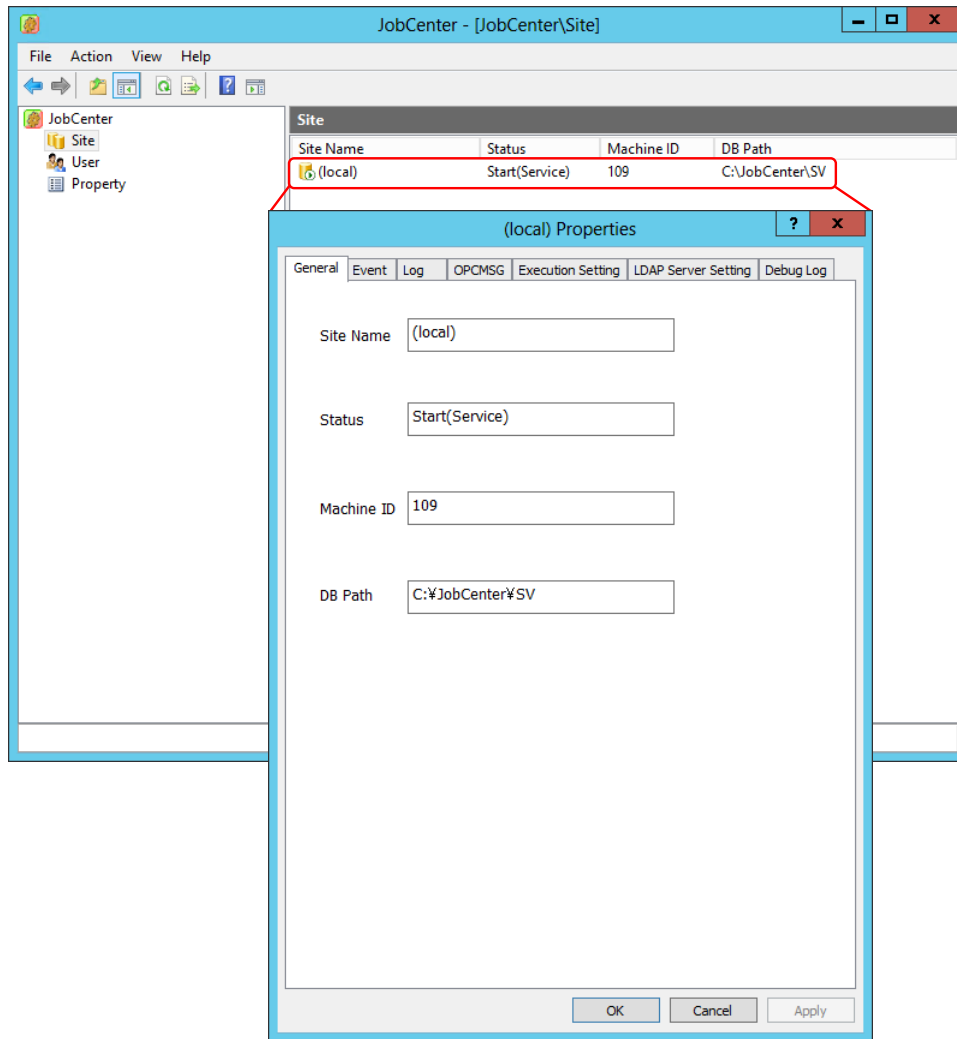 JobCenter - [JobCenter\Site]
File Action View Help
JobCenter
Site
User
Property
Site
Site Name Status Machine ID DB Path
(local) Start(Service) 109 C:\JobCenter\SV
(local) Properties
General Event Log OPCMSG Execution Setting LDAP Server Setting Debug Log
Site Name (local)
Status Start(Service)
Machine ID 109
DB Path C:¥JobCenter¥SV
OK Cancel Apply